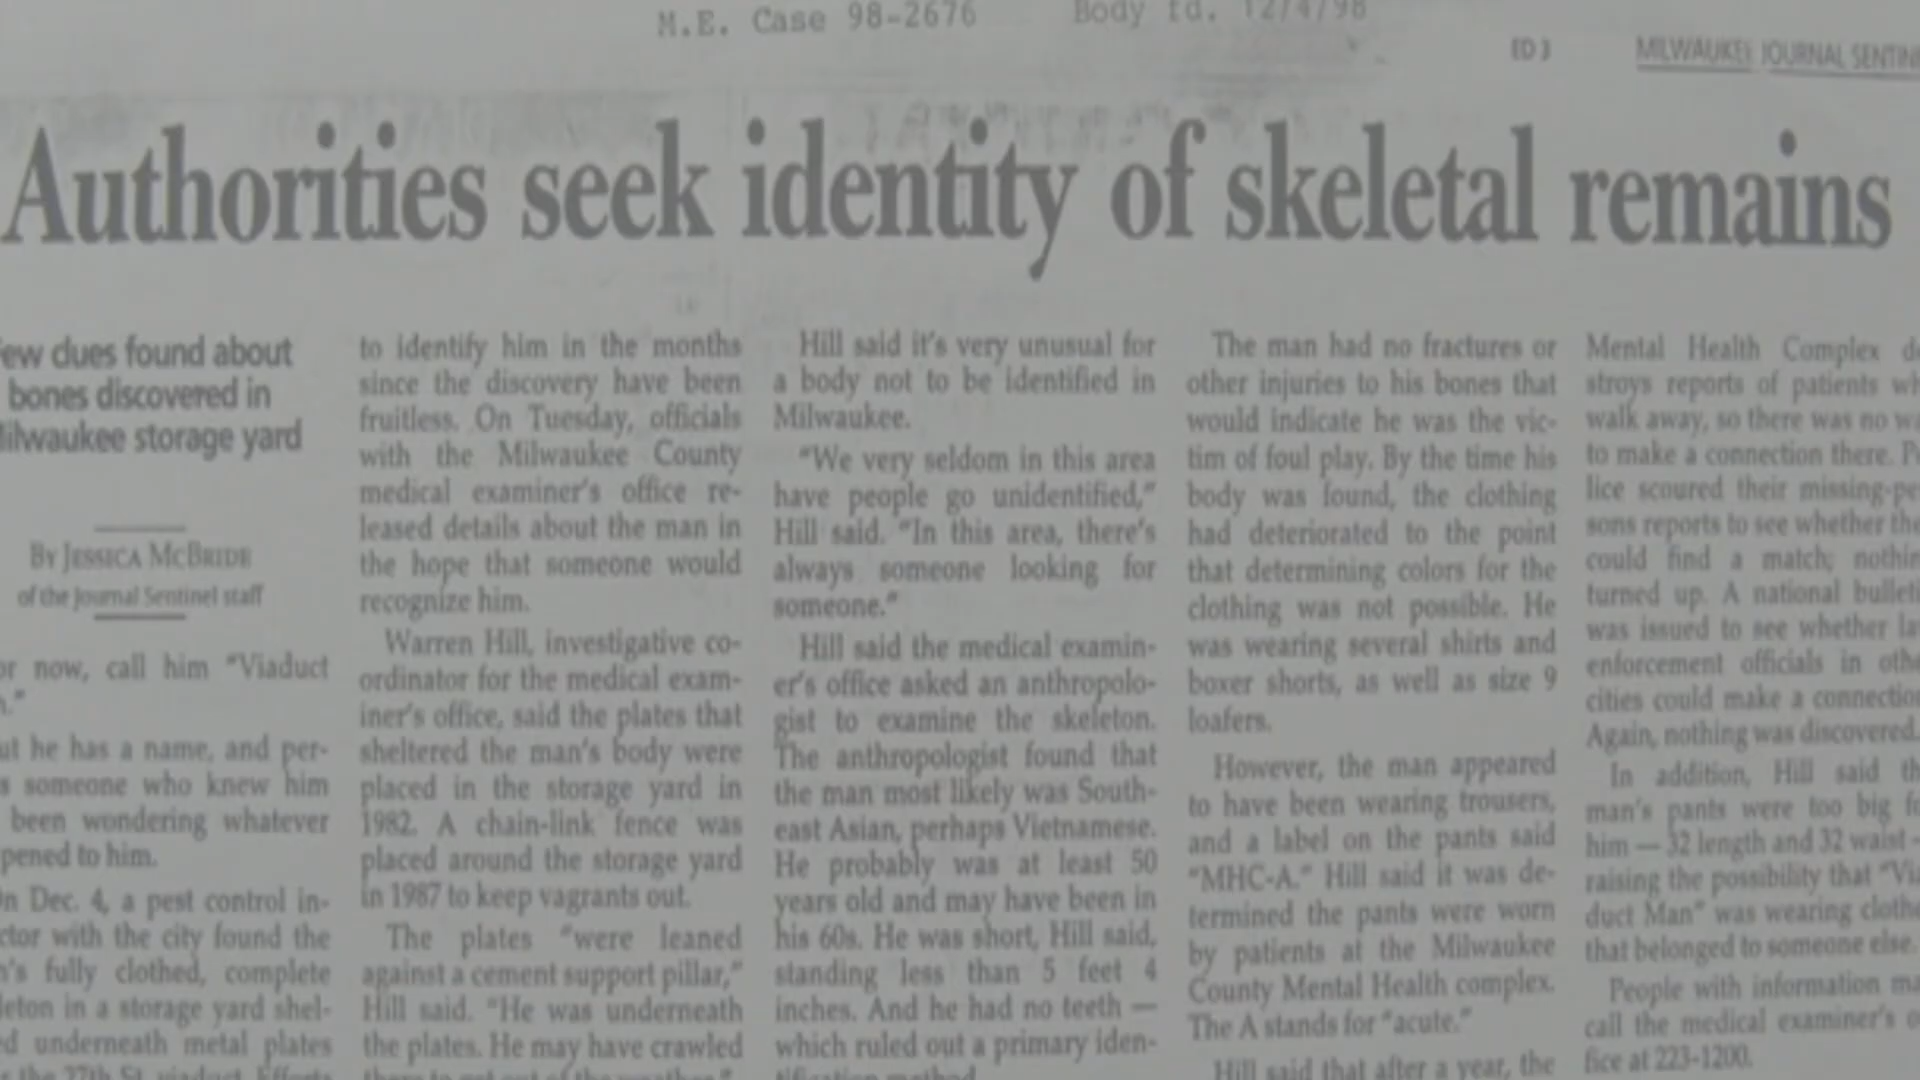 M.E. Case 98-2676 Body fd. 12/4/98
ED 3
MILWAUKEE JOURNAL SENTINE
Authorities seek identity of skeletal remains
ew clues found about
bones discovered in
ilwaukee storage yard
By JESSICA MCBRIDE
of the Journal Sentinel staff
or now, call him "Viaduct
n."
ut he has a name, and per-
s someone who knew him
been wondering whatever
pened to him.
n Dec. 4, a pest control in-
ctor with the city found the
n's fully clothed, complete
leton in a storage yard shel-
ed underneath metal plates
the 27th St. viaduct. Efforts
to identify him in the months
since the discovery have been
fruitless. On Tuesday, officials
with the Milwaukee County
medical examiner's office re-
leased details about the man in
the hope that someone would
recognize him.
Warren Hill, investigative co-
ordinator for the medical exam-
iner's office, said the plates that
sheltered the man's body were
placed in the storage yard in
1982. A chain-link fence was
placed around the storage yard
in 1987 to keep vagrants out.
The plates "were leaned
against a cement support pillar,"
Hill said. "He was underneath
the plates. He may have crawled
there to get out of the weather."
Hill said it's very unusual for
a body not to be identified in
Milwaukee.
"We very seldom in this area
have people go unidentified,"
Hill said. "In this area, there's
always someone looking for
someone."
Hill said the medical examin-
er's office asked an anthropolo-
gist to examine the skeleton.
The anthropologist found that
the man most likely was South-
east Asian, perhaps Vietnamese.
He probably was at least 50
years old and may have been in
his 60s. He was short, Hill said,
standing less than 5 feet 4
inches. And he had no teeth —
which ruled out a primary iden-
tification method.
The man had no fractures or
other injuries to his bones that
would indicate he was the vic-
tim of foul play. By the time his
body was found, the clothing
had deteriorated to the point
that determining colors for the
clothing was not possible. He
was wearing several shirts and
boxer shorts, as well as size 9
loafers.
However, the man appeared
to have been wearing trousers,
and a label on the pants said
"MHC-A." Hill said it was de-
termined the pants were worn
by patients at the Milwaukee
County Mental Health complex.
The A stands for "acute."
Hill said that after a year, the
Mental Health Complex de
stroys reports of patients wh
walk away, so there was no wa
to make a connection there. Po
lice scoured their missing-per
sons reports to see whether the
could find a match; nothin
turned up. A national bulleti
was issued to see whether la
enforcement officials in othe
cities could make a connection
Again, nothing was discovered.
In addition, Hill said th
man's pants were too big fo
him — 32 length and 32 waist —
raising the possibility that "Via
duct Man" was wearing clothe
that belonged to someone else.
People with information ma
call the medical examiner's o
fice at 223-1200.